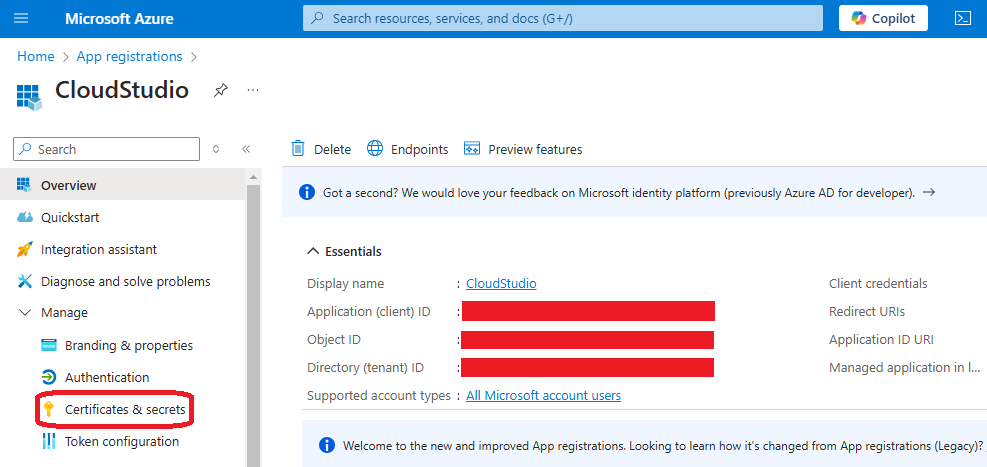 Microsoft Azure
Search resources, services, and docs (G+/)
Copilot
Home > App registrations >
CloudStudio
Search
Delete
Endpoints
Preview features
Got a second? We would love your feedback on Microsoft identity platform (previously Azure AD for developer). →
Overview
Quickstart
Integration assistant
Diagnose and solve problems
Manage
Branding & properties
Authentication
Certificates & secrets
Token configuration
Essentials
Display name : CloudStudio
Client credentials
Application (client) ID :
Redirect URIs
Object ID :
Application ID URI
Directory (tenant) ID :
Managed application in l...
Supported account types : All Microsoft account users
Welcome to the new and improved App registrations. Looking to learn how it's changed from App registrations (Legacy)?